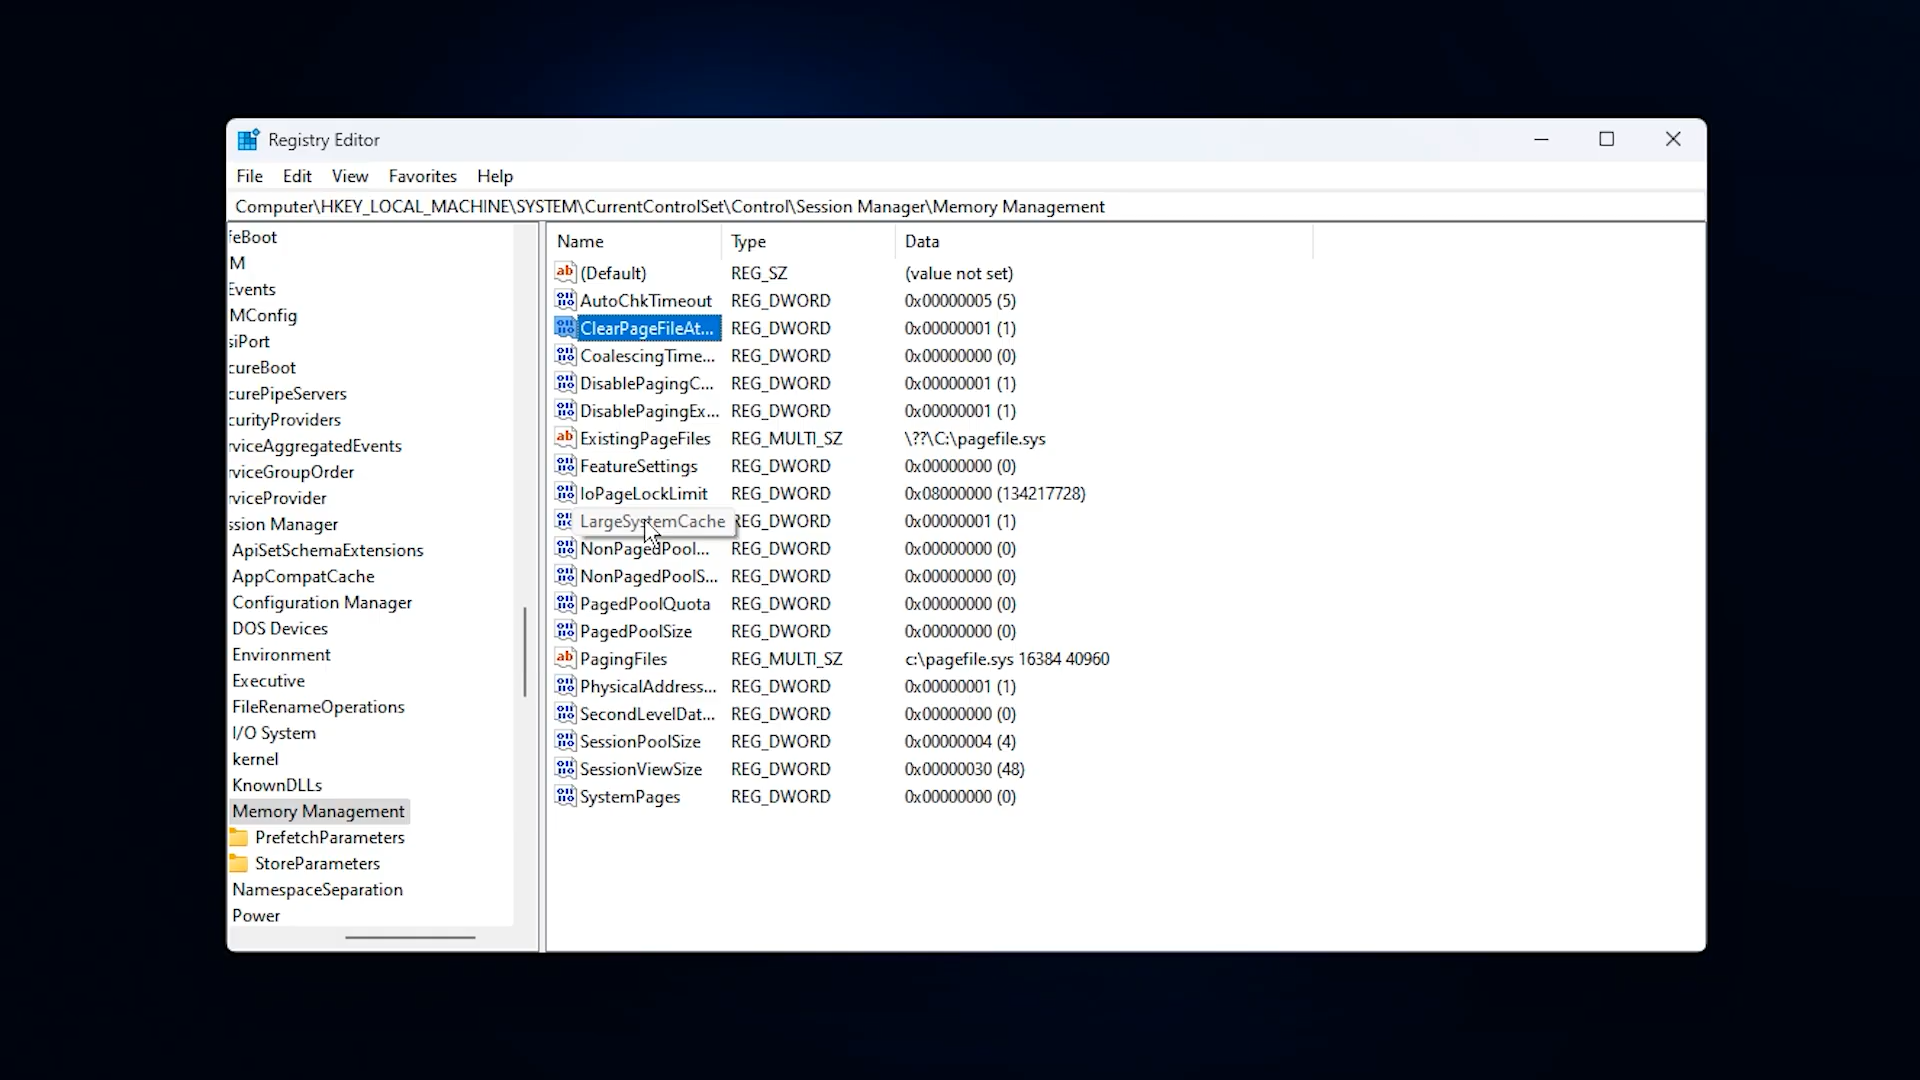 Registry Editor
File Edit View Favorites Help
Computer\HKEY_LOCAL_MACHINE\SYSTEM\CurrentControlSet\Control\Session Manager\Memory Management
feBoot
M
Events
MConfig
siPort
cureBoot
curePipeServers
curityProviders
rviceAggregatedEvents
rviceGroupOrder
rviceProvider
ssion Manager
ApiSetSchemaExtensions
AppCompatCache
Configuration Manager
DOS Devices
Environment
Executive
FileRenameOperations
I/O System
kernel
KnownDLLs
Memory Management
PrefetchParameters
StoreParameters
NamespaceSeparation
Power
Name Type Data
(Default) REG_SZ (value not set)
AutoChkTimeout REG_DWORD 0x00000005 (5)
ClearPageFileAt... REG_DWORD 0x00000001 (1)
CoalescingTime... REG_DWORD 0x00000000 (0)
DisablePagingC... REG_DWORD 0x00000001 (1)
DisablePagingEx... REG_DWORD 0x00000001 (1)
ExistingPageFiles REG_MULTI_SZ \??\C:\pagefile.sys
FeatureSettings REG_DWORD 0x00000000 (0)
IoPageLockLimit REG_DWORD 0x08000000 (134217728)
LargeSystemCache REG_DWORD 0x00000001 (1)
NonPagedPool... REG_DWORD 0x00000000 (0)
NonPagedPoolS... REG_DWORD 0x00000000 (0)
PagedPoolQuota REG_DWORD 0x00000000 (0)
PagedPoolSize REG_DWORD 0x00000000 (0)
PagingFiles REG_MULTI_SZ c:\pagefile.sys 16384 40960
PhysicalAddress... REG_DWORD 0x00000001 (1)
SecondLevelDat... REG_DWORD 0x00000000 (0)
SessionPoolSize REG_DWORD 0x00000004 (4)
SessionViewSize REG_DWORD 0x00000030 (48)
SystemPages REG_DWORD 0x00000000 (0)